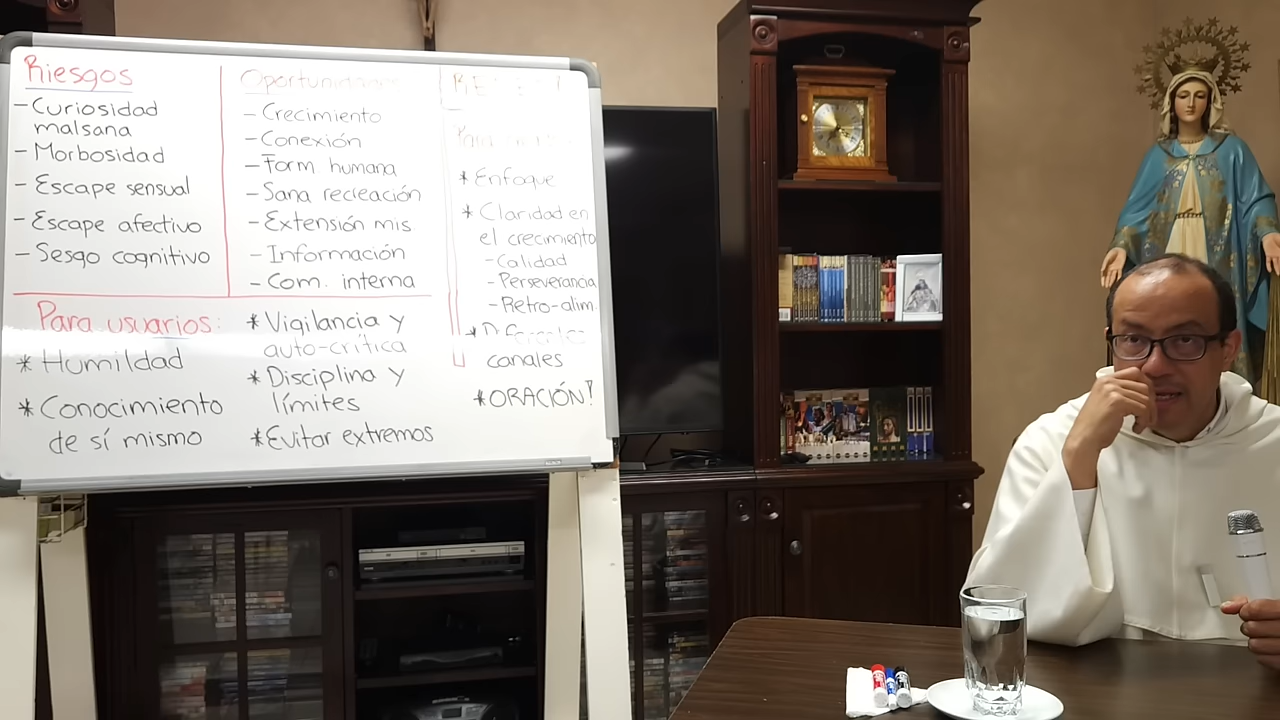 Riesgos
- Curiosidad
malsana
- Morbosidad
- Escape sensual
- Escape afectivo
- Sesgo cognitivo
Oportunidades
- Crecimiento
- Conexión
- Form humana
- Sana recreación
- Extensión mis
- Información
- Com. interna
Para
* Enfoque
* Claridad en
el crecimiento
- Calidad
- Perseverancia
- Retro-alim.
canales
* ORACIÓN!
Para usuarios:
* Humildad
* Conocimiento
de sí mismo
* Vigilancia y
auto-crítica
* Disciplina y
límites
* Evitar extremos